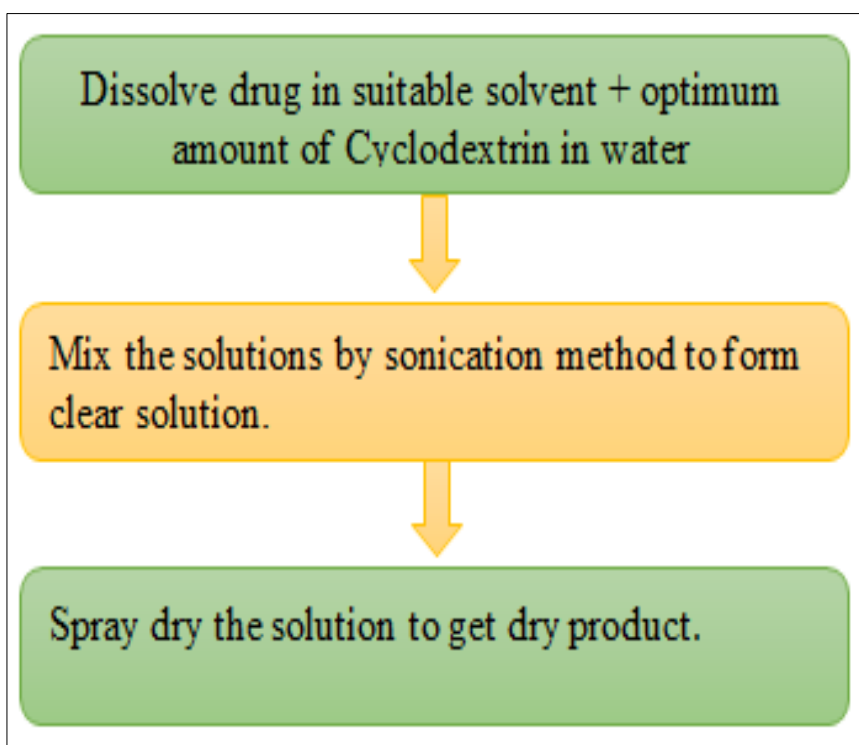 Dissolve drug in suitable solvent + optimum
amount of Cyclodextrin in water
Mix the solutions by sonication method to form
clear solution.
Spray dry the solution to get dry product.